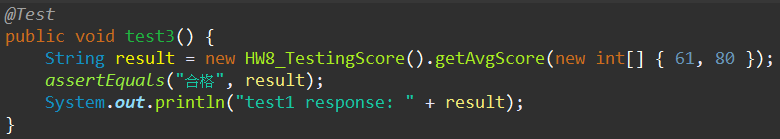 @Test
public void test3() {
String result = new HW8_TestingScore().getAvgScore(new int[] { 61, 80 });
assertEquals("合格", result);
System.out.println("test1 response: " + result);
}